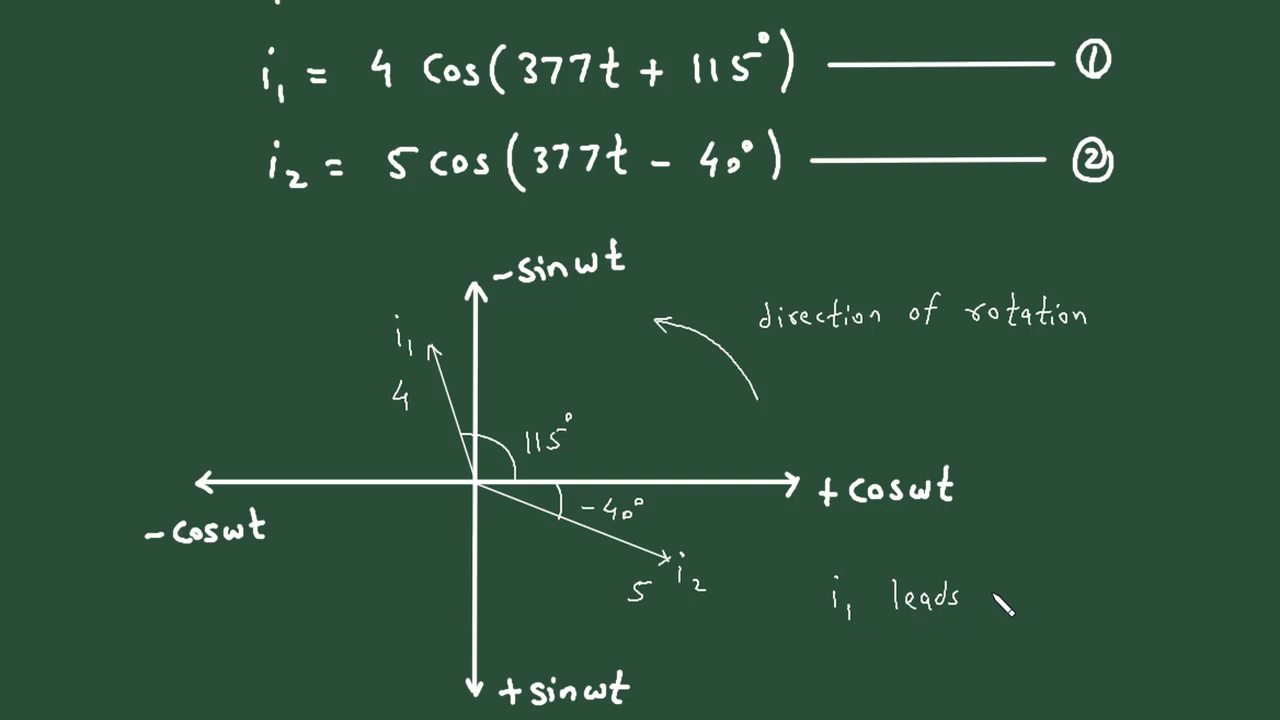 i₁ = 4 cos(377t + 115°) ——— ①
i₂ = 5 cos(377t - 40°) ——— ②
-sinωt
direction of rotation
i₁
4
115°
+cosωt
-40°
-cosωt
i₂
5
i₁ leads
+sinωt